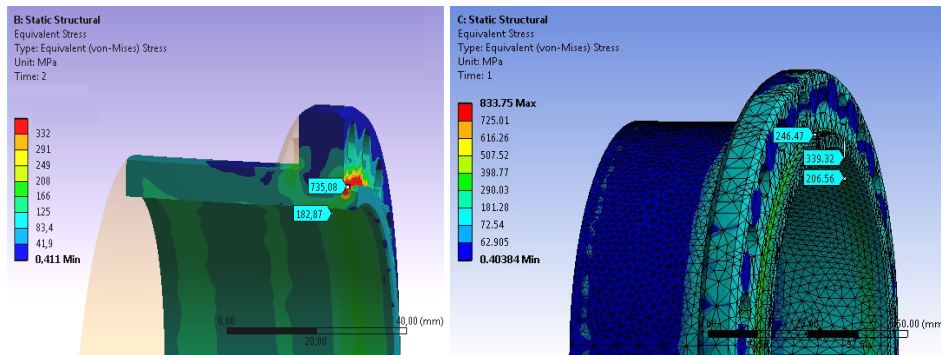 B: Static Structural
Equivalent Stress
Type: Equivalent (von-Mises) Stress
Unit: MPa
Time: 2
332
291
249
208
166
125
83,4
41,9
0,411 Min
735,08
182,87
0,00
40,00 (mm)
20,00
C: Static Structural
Equivalent Stress
Type: Equivalent (von-Mises) Stress
Unit: MPa
Time: 1
833.75 Max
725.01
616.26
507.52
398.77
290.03
181.28
72.54
62.905
0.40384 Min
246.47
339.32
206.56
50.00 (mm)